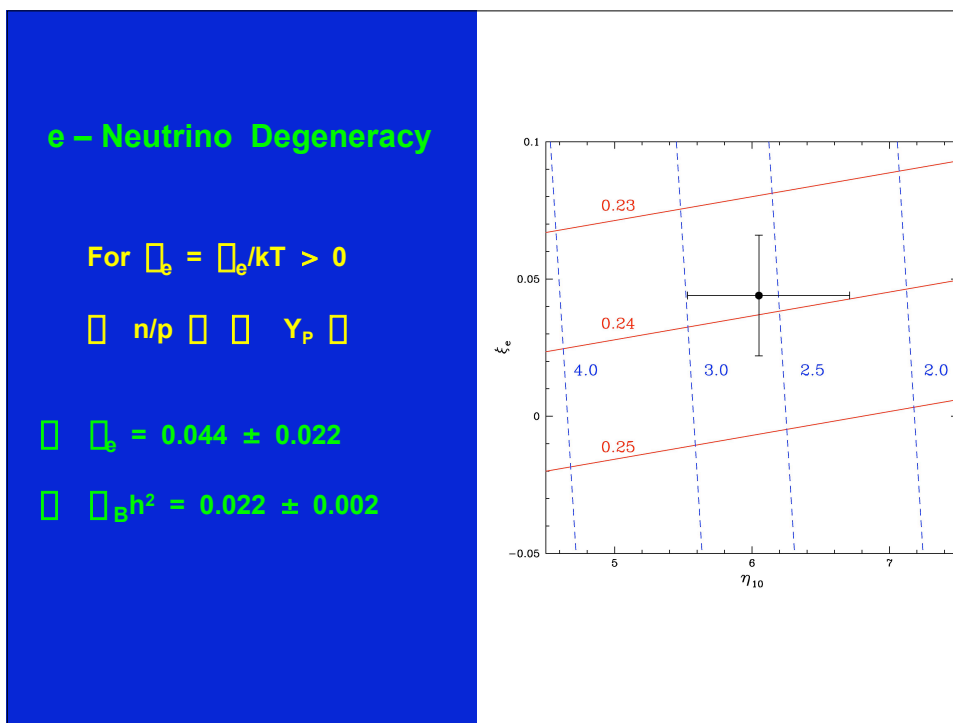 e – Neutrino Degeneracy
For □e = □e/kT > 0
□ n/p □ □ YP □
□ □e = 0.044 ± 0.022
□ □Bh² = 0.022 ± 0.002
0.1
0.05
0
−0.05
ξe
0.23
0.24
4.0 3.0 2.5 2.0
0.25
5 6 7
η10